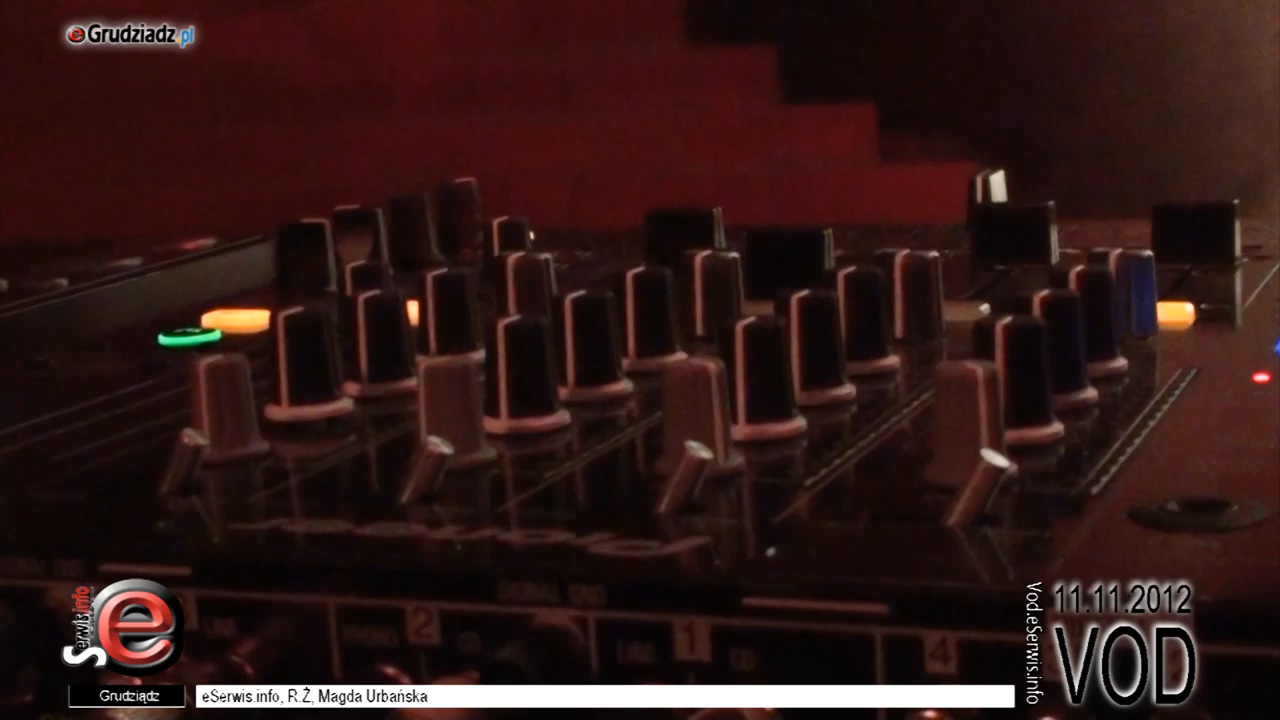 eGrudziadz.pl
Serwis.info
e
Grudziądz
eSerwis.info, R.Ż, Magda Urbańska
2
1
4
Vod.eSerwis.info
11.11.2012
VOD